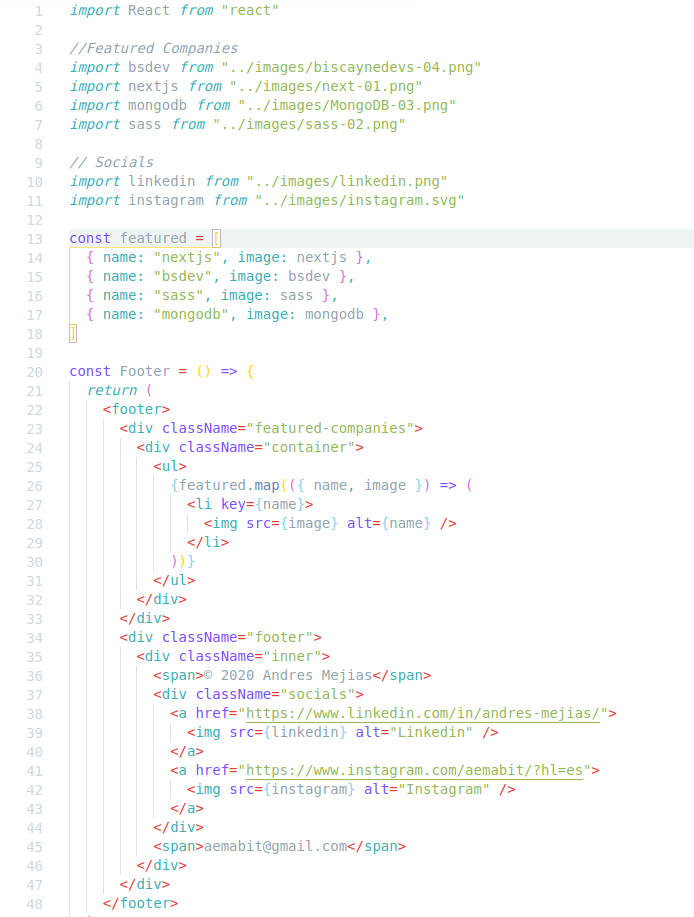 1 import React from "react"
2
3 //Featured Companies
4 import bsdev from "../images/biscaynedevs-04.png"
5 import nextjs from "../images/next-01.png"
6 import mongodb from "../images/MongoDB-03.png"
7 import sass from "../images/sass-02.png"
8
9 // Socials
10 import linkedin from "../images/linkedin.png"
11 import instagram from "../images/instagram.svg"
12
13 const featured = [
14 { name: "nextjs", image: nextjs },
15 { name: "bsdev", image: bsdev },
16 { name: "sass", image: sass },
17 { name: "mongodb", image: mongodb },
18 ]
19
20 const Footer = () => {
21 return (
22 <footer>
23 <div className="featured-companies">
24 <div className="container">
25 <ul>
26 {featured.map(({ name, image }) => (
27 <li key={name}>
28 <img src={image} alt={name} />
29 </li>
30 ))}
31 </ul>
32 </div>
33 </div>
34 <div className="footer">
35 <div className="inner">
36 <span>© 2020 Andres Mejias</span>
37 <div className="socials">
38 <a href="https://www.linkedin.com/in/andres-mejias/">
39 <img src={linkedin} alt="Linkedin" />
40 </a>
41 <a href="https://www.instagram.com/aemabit/?hl=es">
42 <img src={instagram} alt="Instagram" />
43 </a>
44 </div>
45 <span>aemabit@gmail.com</span>
46 </div>
47 </div>
48 </footer>